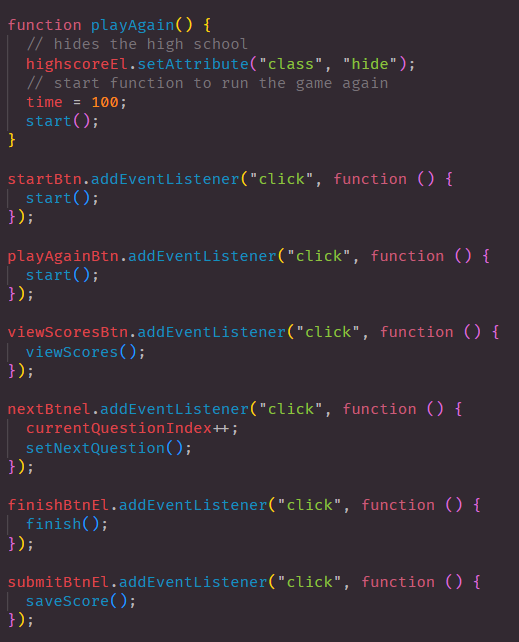 function playAgain() {
// hides the high school
highscoreEl.setAttribute("class", "hide");
// start function to run the game again
time = 100;
start();
}
startBtn.addEventListener("click", function () {
start();
});
playAgainBtn.addEventListener("click", function () {
start();
});
viewScoresBtn.addEventListener("click", function () {
viewScores();
});
nextBtnel.addEventListener("click", function () {
currentQuestionIndex++;
setNextQuestion();
});
finishBtnEl.addEventListener("click", function () {
finish();
});
submitBtnEl.addEventListener("click", function () {
saveScore();
});